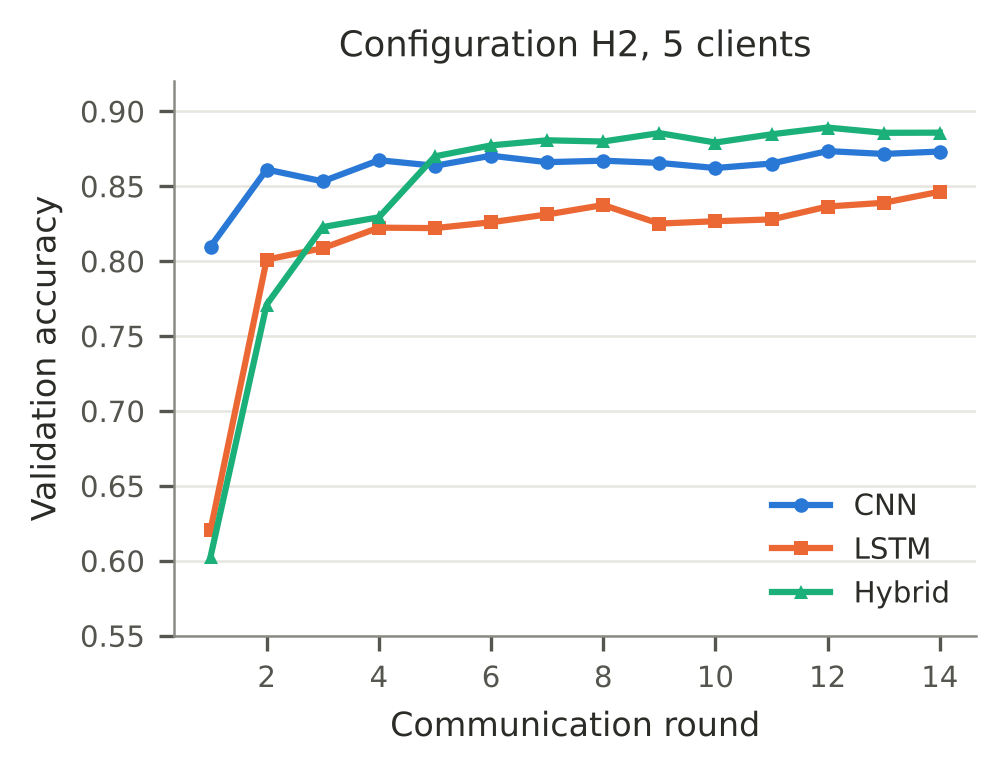 Configuration H2, 5 clients
Validation accuracy
0.90
0.85
0.80
0.75
0.70
0.65
0.60
0.55
CNN
LSTM
Hybrid
2 4 6 8 10 12 14
Communication round